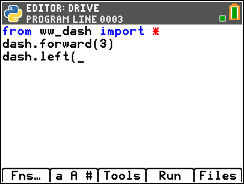 EDITOR: DRIVE
PROGRAM LINE 0003
from ww_dash import *
dash.forward(3)
dash.left(_
Fns… a A # Tools Run Files